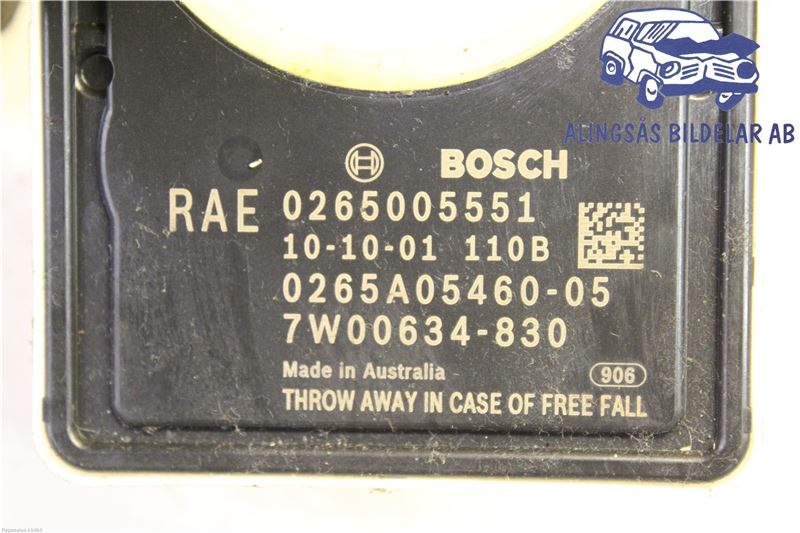 ALINGSÅS BILDELAR AB
BOSCH
RAE 0265005551
10-10-01 110B
0265A05460-05
7W00634-830
Made in Australia
906
THROW AWAY IN CASE OF FREE FALL